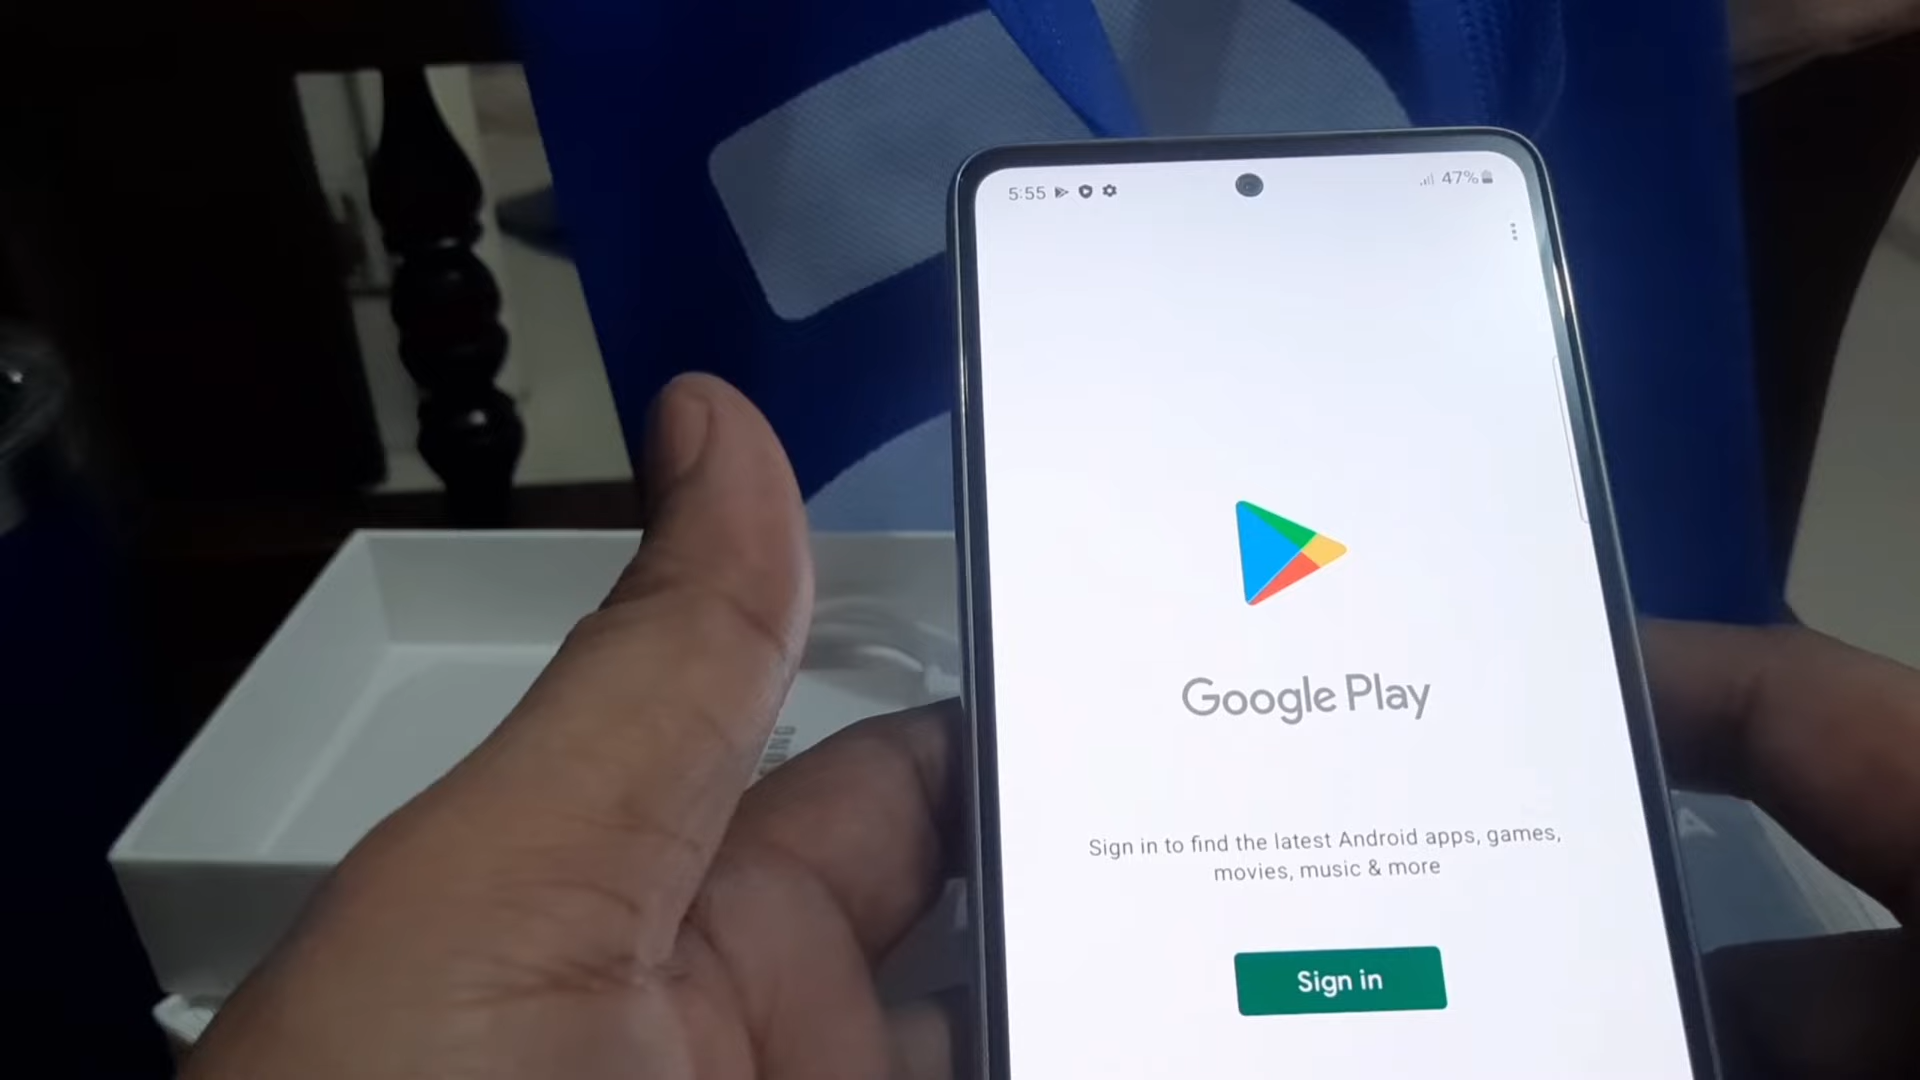 5:55
47%
Google Play
Sign in to find the latest Android apps, games,
movies, music & more
Sign in